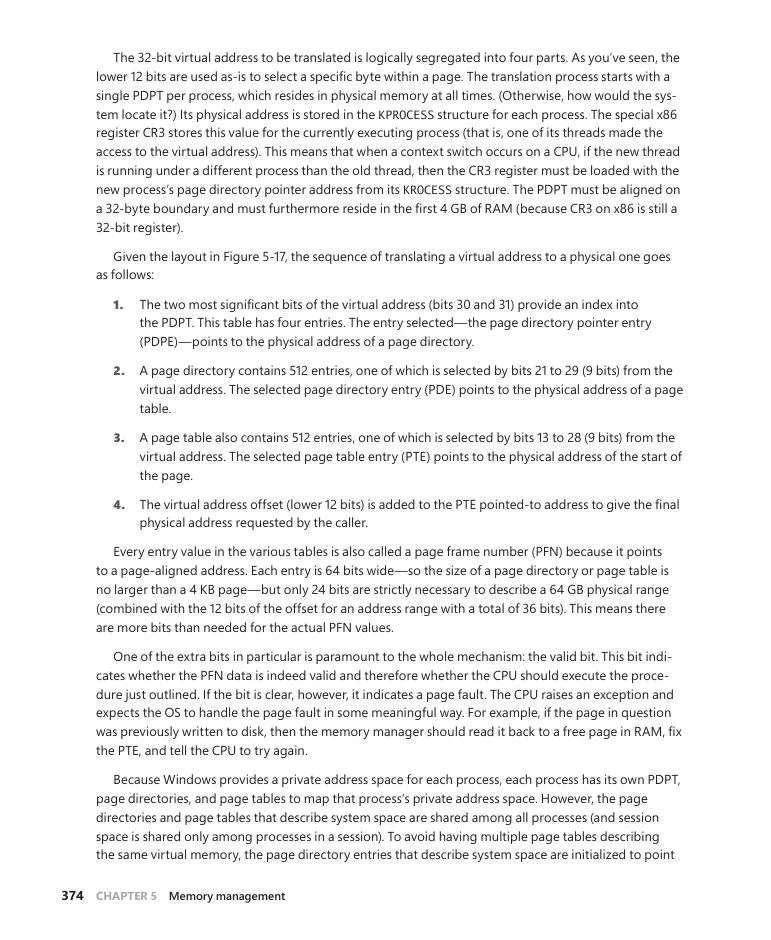 The 32-bit virtual address to be translated is logically segregated into four parts. As you’ve seen, the
lower 12 bits are used as-is to select a specific byte within a page. The translation process starts with a
single PDPT per process, which resides in physical memory at all times. (Otherwise, how would the sys-
tem locate it?) Its physical address is stored in the KPROCESS structure for each process. The special x86
register CR3 stores this value for the currently executing process (that is, one of its threads made the
access to the virtual address). This means that when a context switch occurs on a CPU, if the new thread
is running under a different process than the old thread, then the CR3 register must be loaded with the
new process’s page directory pointer address from its KROCESS structure. The PDPT must be aligned on
a 32-byte boundary and must furthermore reside in the first 4 GB of RAM (because CR3 on x86 is still a
32-bit register).
Given the layout in Figure 5-17, the sequence of translating a virtual address to a physical one goes
as follows:
1. The two most significant bits of the virtual address (bits 30 and 31) provide an index into
the PDPT. This table has four entries. The entry selected—the page directory pointer entry
(PDPE)—points to the physical address of a page directory.
2. A page directory contains 512 entries, one of which is selected by bits 21 to 29 (9 bits) from the
virtual address. The selected page directory entry (PDE) points to the physical address of a page
table.
3. A page table also contains 512 entries, one of which is selected by bits 13 to 28 (9 bits) from the
virtual address. The selected page table entry (PTE) points to the physical address of the start of
the page.
4. The virtual address offset (lower 12 bits) is added to the PTE pointed-to address to give the final
physical address requested by the caller.
Every entry value in the various tables is also called a page frame number (PFN) because it points
to a page-aligned address. Each entry is 64 bits wide—so the size of a page directory or page table is
no larger than a 4 KB page—but only 24 bits are strictly necessary to describe a 64 GB physical range
(combined with the 12 bits of the offset for an address range with a total of 36 bits). This means there
are more bits than needed for the actual PFN values.
One of the extra bits in particular is paramount to the whole mechanism: the valid bit. This bit indi-
cates whether the PFN data is indeed valid and therefore whether the CPU should execute the proce-
dure just outlined. If the bit is clear, however, it indicates a page fault. The CPU raises an exception and
expects the OS to handle the page fault in some meaningful way. For example, if the page in question
was previously written to disk, then the memory manager should read it back to a free page in RAM, fix
the PTE, and tell the CPU to try again.
Because Windows provides a private address space for each process, each process has its own PDPT,
page directories, and page tables to map that process’s private address space. However, the page
directories and page tables that describe system space are shared among all processes (and session
space is shared only among processes in a session). To avoid having multiple page tables describing
the same virtual memory, the page directory entries that describe system space are initialized to point
374 CHAPTER 5 Memory management